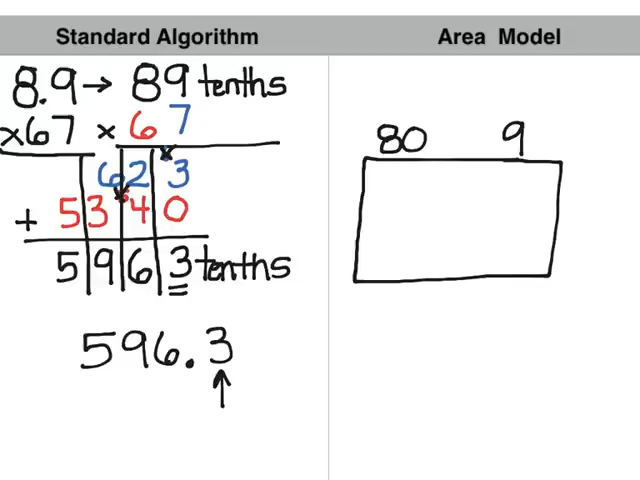 Standard Algorithm
8.9 → 89 tenths
x67 × 67
623
+ 5340
5963 tenths
596.3
Area Model
80 9